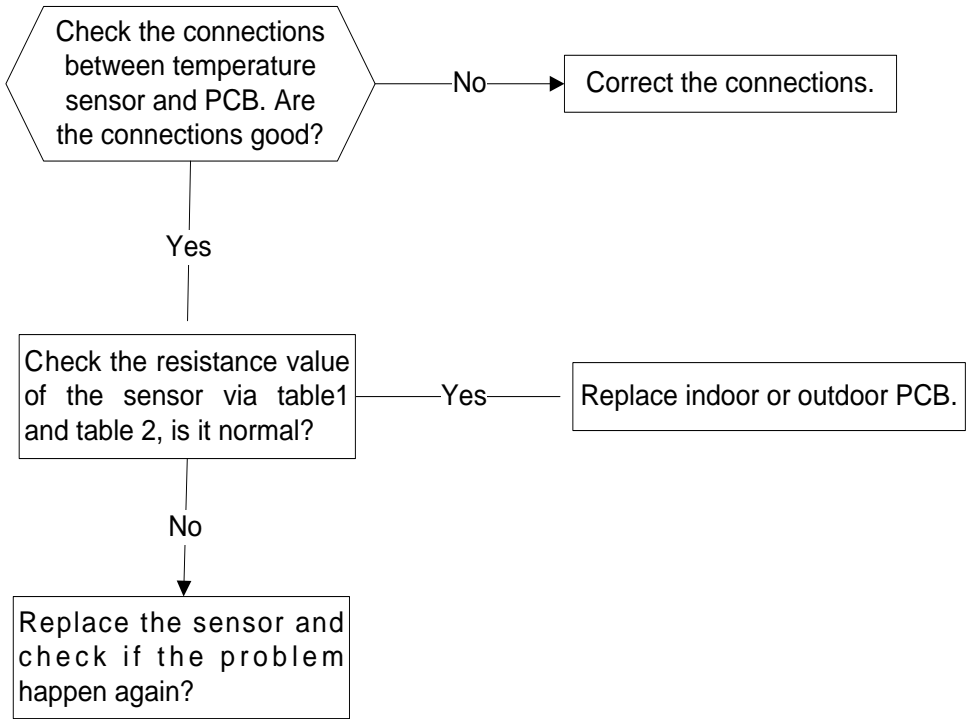 Check the connections
between temperature
sensor and PCB. Are
the connections good?
No
Correct the connections.
Yes
Check the resistance value
of the sensor via table1
and table 2, is it normal?
Yes
Replace indoor or outdoor PCB.
No
Replace the sensor and
check if the problem
happen again?